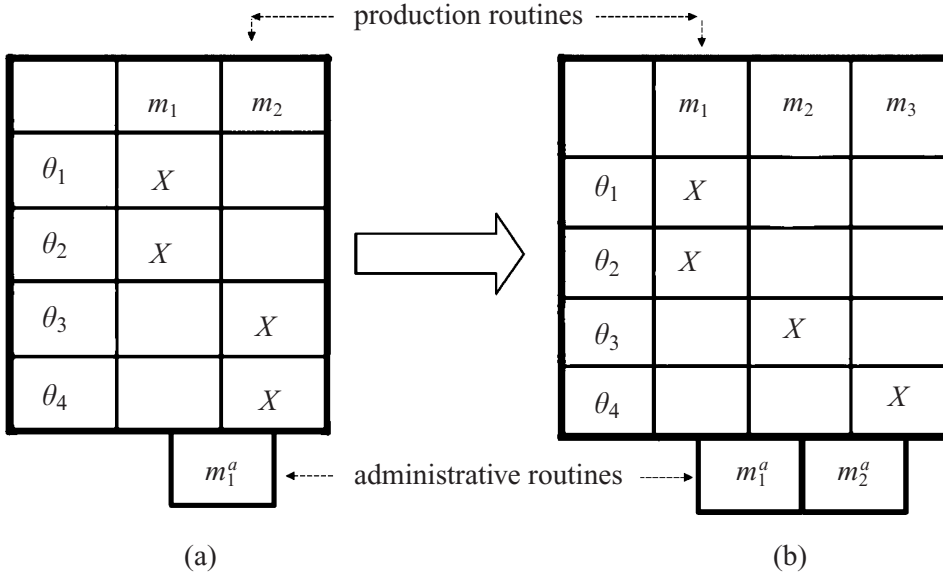 production routines
m₁ m₂
θ₁ X
θ₂ X
θ₃ X
θ₄ X
m₁ᵃ
(a)
m₁ m₂ m₃
θ₁ X
θ₂ X
θ₃ X
θ₄ X
administrative routines
m₁ᵃ m₂ᵃ
(b)